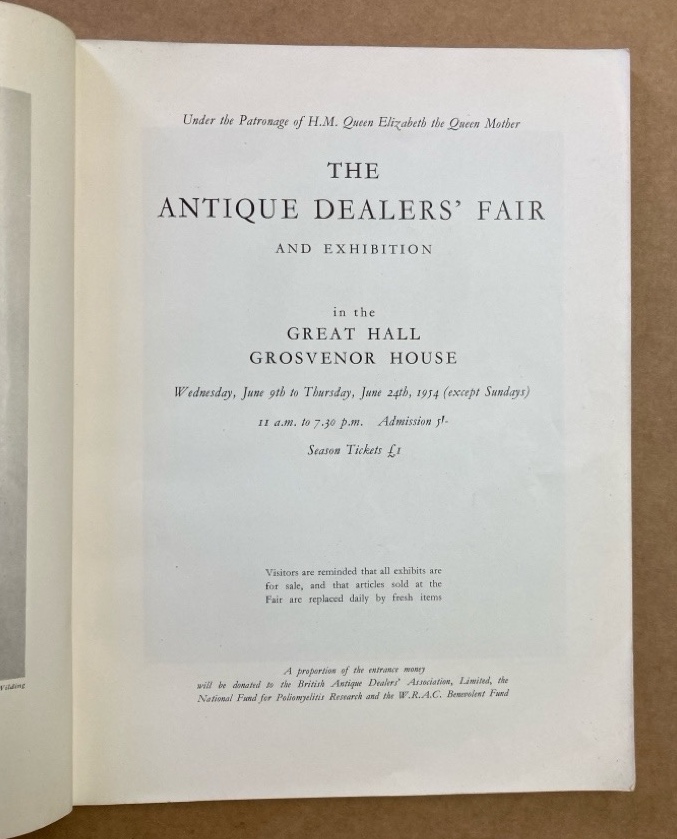 Under the Patronage of H.M. Queen Elizabeth the Queen Mother
THE
ANTIQUE DEALERS' FAIR
AND EXHIBITION
in the
GREAT HALL
GROSVENOR HOUSE
Wednesday, June 9th to Thursday, June 24th, 1954 (except Sundays)
11 a.m. to 7.30 p.m. Admission 5/-
Season Tickets £1
Visitors are reminded that all exhibits are
for sale, and that articles sold at the
Fair are replaced daily by fresh items
A proportion of the entrance money
will be donated to the British Antique Dealers' Association, Limited, the
National Fund for Poliomyelitis Research and the W.R.A.C. Benevolent Fund
Wilding